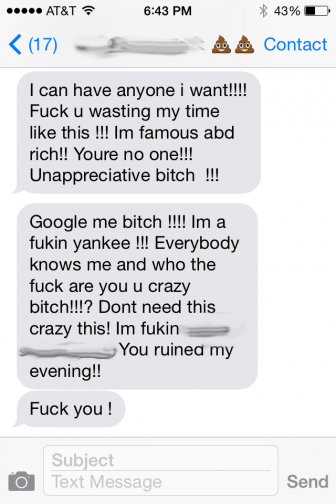 AT&T 6:43 PM 43%
(17) Contact
I can have anyone i want!!!!
Fuck u wasting my time
like this !!! Im famous abd
rich!! Youre no one!!!
Unappreciative bitch !!!
Google me bitch !!!! Im a
fukin yankee !!! Everybody
knows me and who the
fuck are you u crazy
bitch!!!? Dont need this
crazy this! Im fukin
You ruined my
evening!!
Fuck you !
Subject
Text Message Send